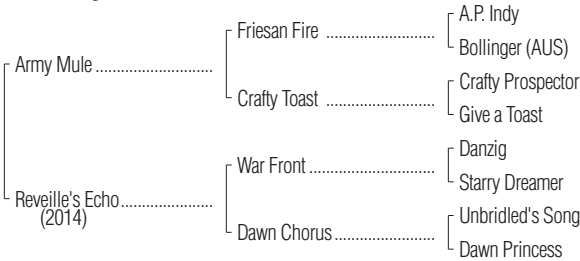 A.P. Indy
Friesan Fire ........................
Bollinger (AUS)
Army Mule ..........................
Crafty Prospector
Crafty Toast ........................
Give a Toast
Danzig
War Front ............................
Starry Dreamer
Reveille's Echo.....................
(2014)
Unbridled's Song
Dawn Chorus......................
Dawn Princess